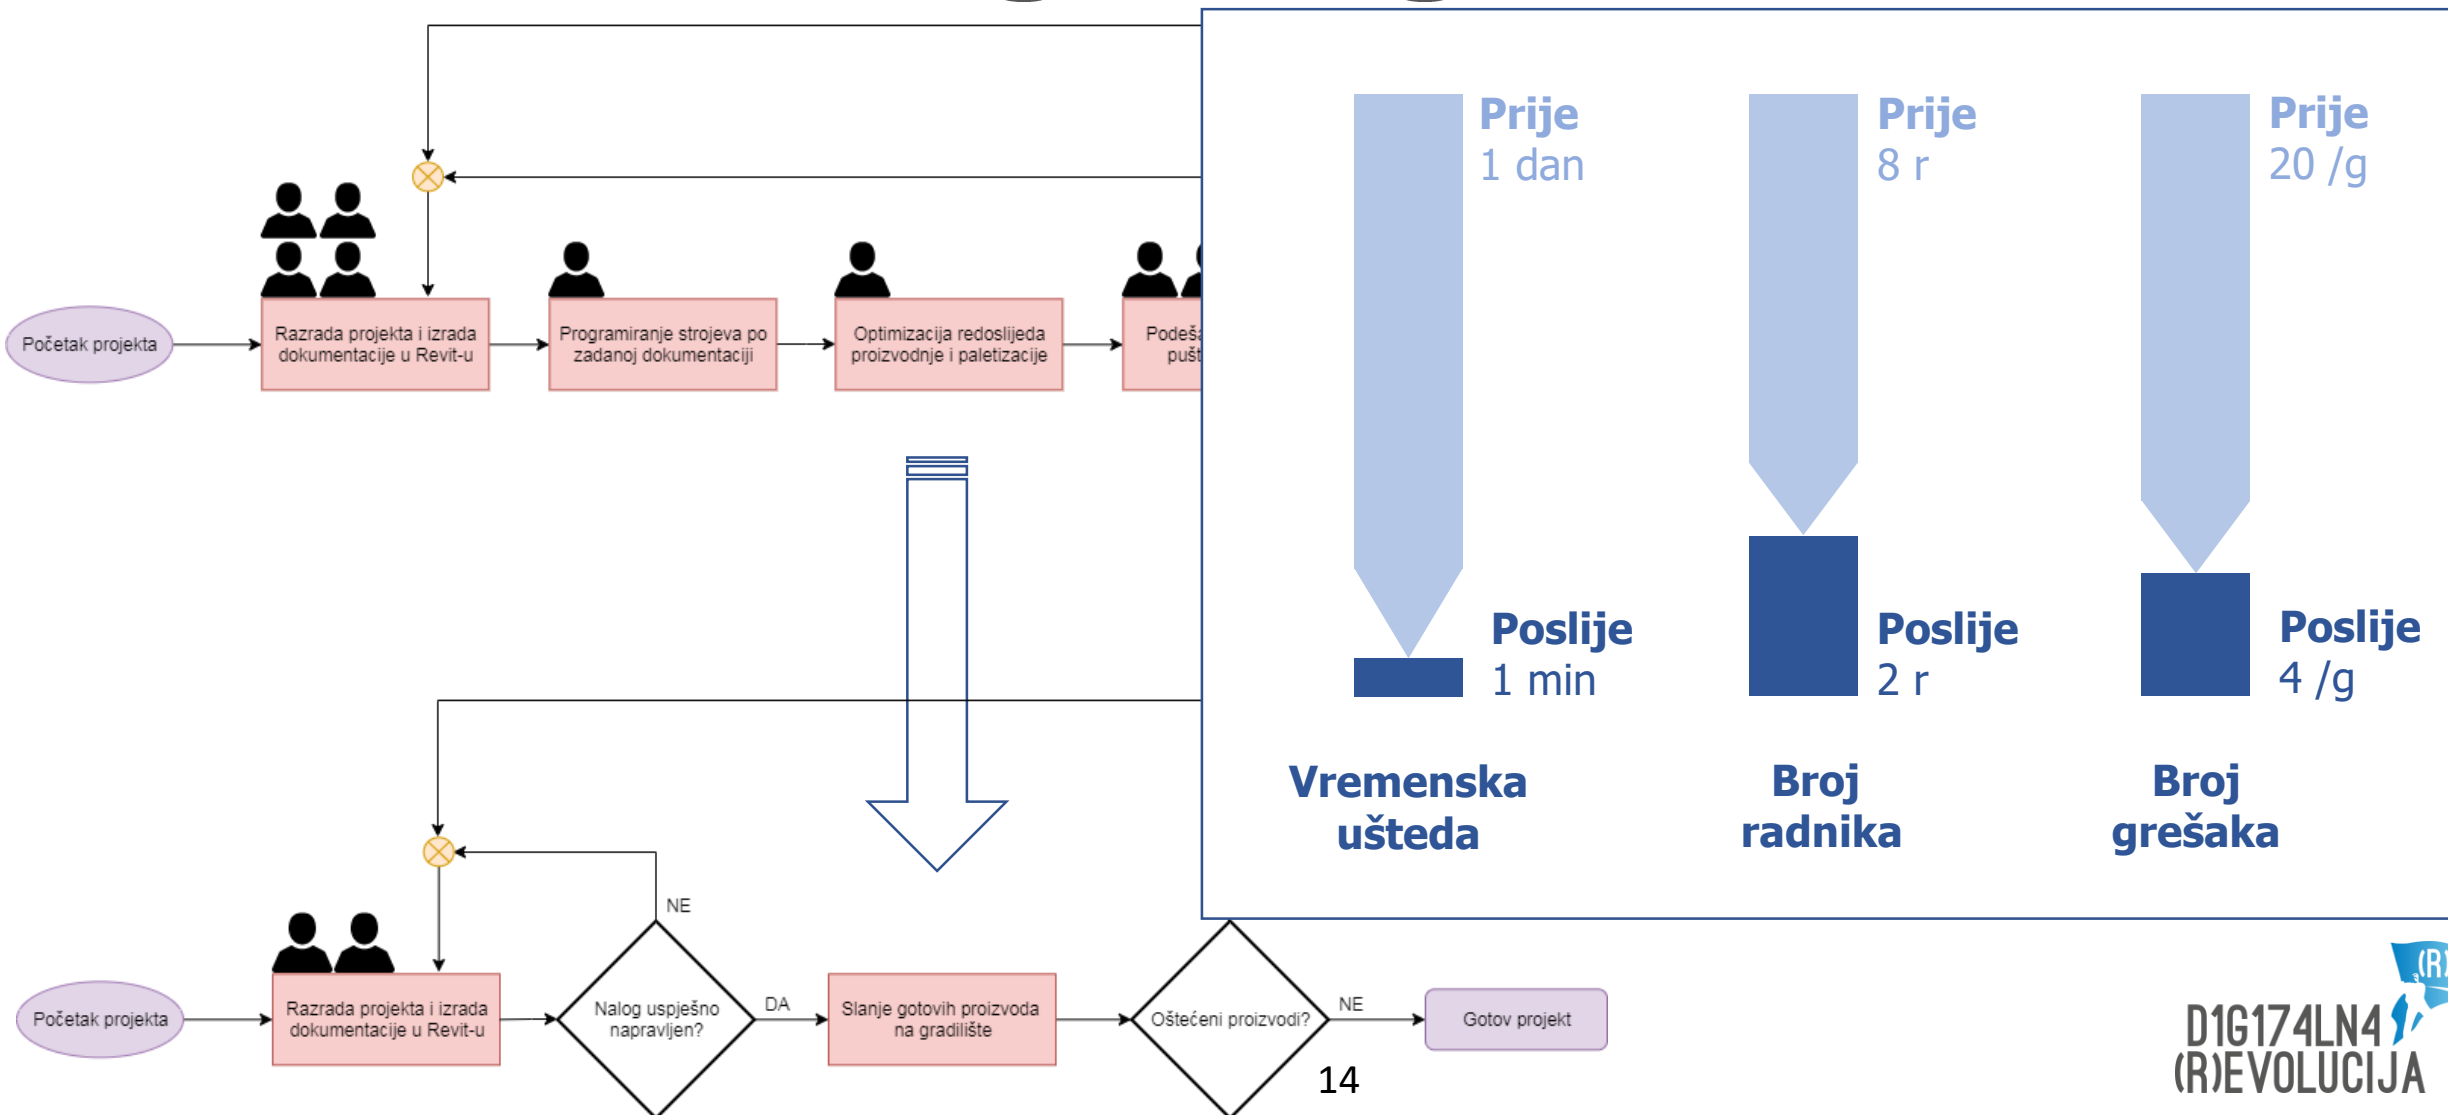 Prije
1 dan
Prije
8 r
Prije
20 /g
Početak projekta
Razrada projekta i izrada
dokumentacije u Revit-u
Programiranje strojeva po
zadanoj dokumentaciji
Optimizacija redoslijeda
proizvodnje i paletizacije
Poslije
1 min
Poslije
2 r
Poslije
4 /g
Vremenska
ušteda
Broj
radnika
Broj
grešaka
NE
Početak projekta
Razrada projekta i izrada
dokumentacije u Revit-u
Nalog uspješno
napravljen?
DA
Slanje gotovih proizvoda
na gradilište
Oštećeni proizvodi?
NE
Gotov projekt
14
(R)
D1G174LN4
(R)EVOLUCIJA